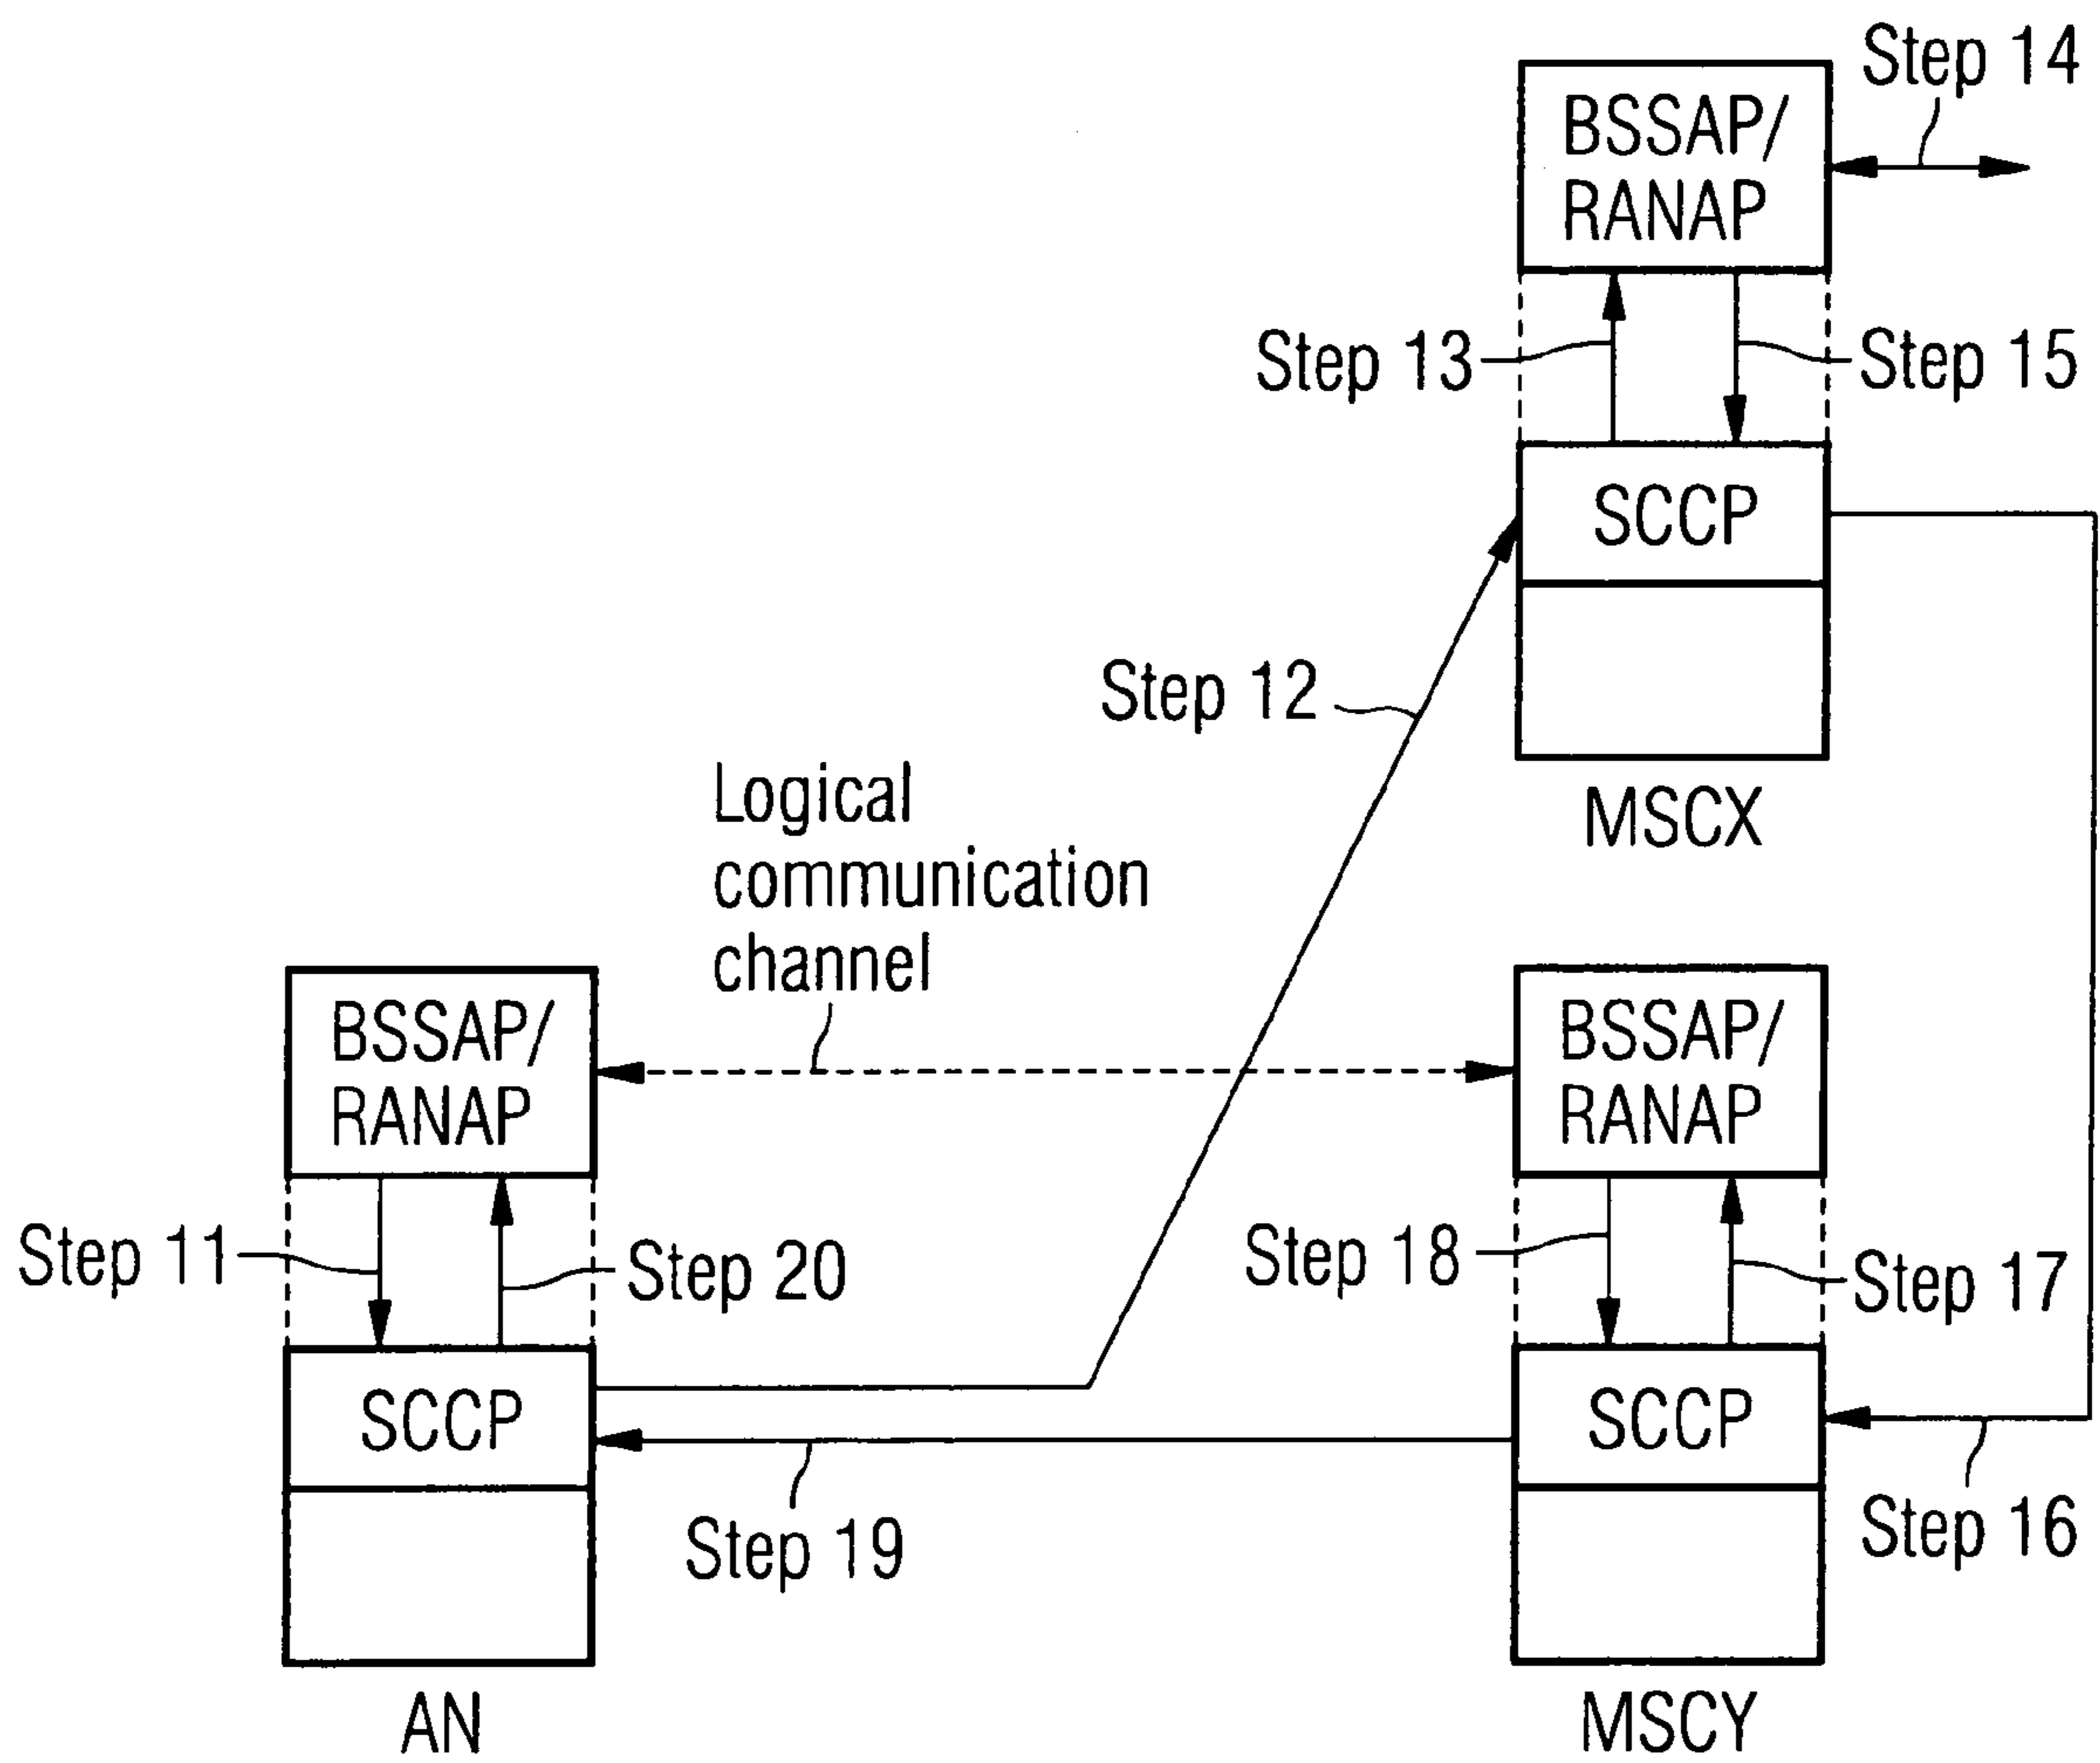 Step 14
BSSAP/
RANAP
Step 13
Step 15
SCCP
Step 12
MSCX
Logical
communication
channel
BSSAP/
RANAP
BSSAP/
RANAP
Step 11
Step 20
Step 18
Step 17
SCCP
SCCP
Step 19
Step 16
AN
MSCY